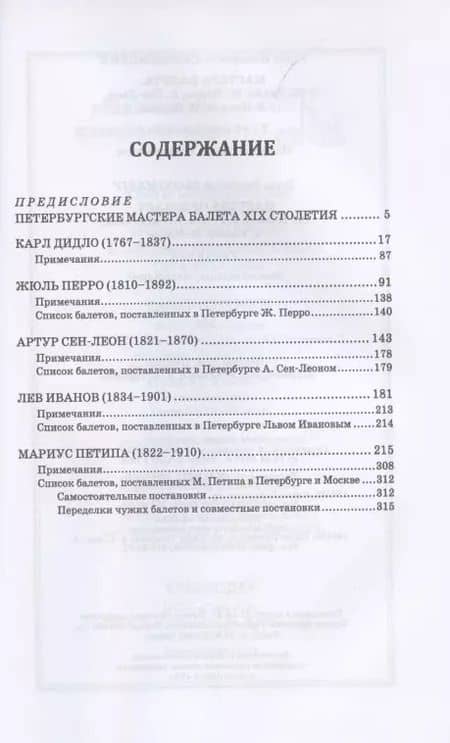 СОДЕРЖАНИЕ
ПРЕДИСЛОВИЕ
ПЕТЕРБУРГСКИЕ МАСТЕРА БАЛЕТА XIX СТОЛЕТИЯ .......... 5
КАРЛ ДИДЛО (1767–1837) .......... 17
Примечания .......... 87
ЖЮЛЬ ПЕРРО (1810–1892) .......... 91
Примечания .......... 138
Список балетов, поставленных в Петербурге Ж. Перро .......... 140
АРТУР СЕН-ЛЕОН (1821–1870) .......... 143
Примечания .......... 178
Список балетов, поставленных в Петербурге А. Сен-Леоном .......... 179
ЛЕВ ИВАНОВ (1834–1901) .......... 181
Примечания .......... 213
Список балетов, поставленных в Петербурге Львом Ивановым .. 214
МАРИУС ПЕТИПА (1822–1910) .......... 215
Примечания .......... 308
Список балетов, поставленных М. Петипа в Петербурге и Москве ... 312
Самостоятельные постановки .......... 312
Переделки чужих балетов и совместные постановки .......... 315